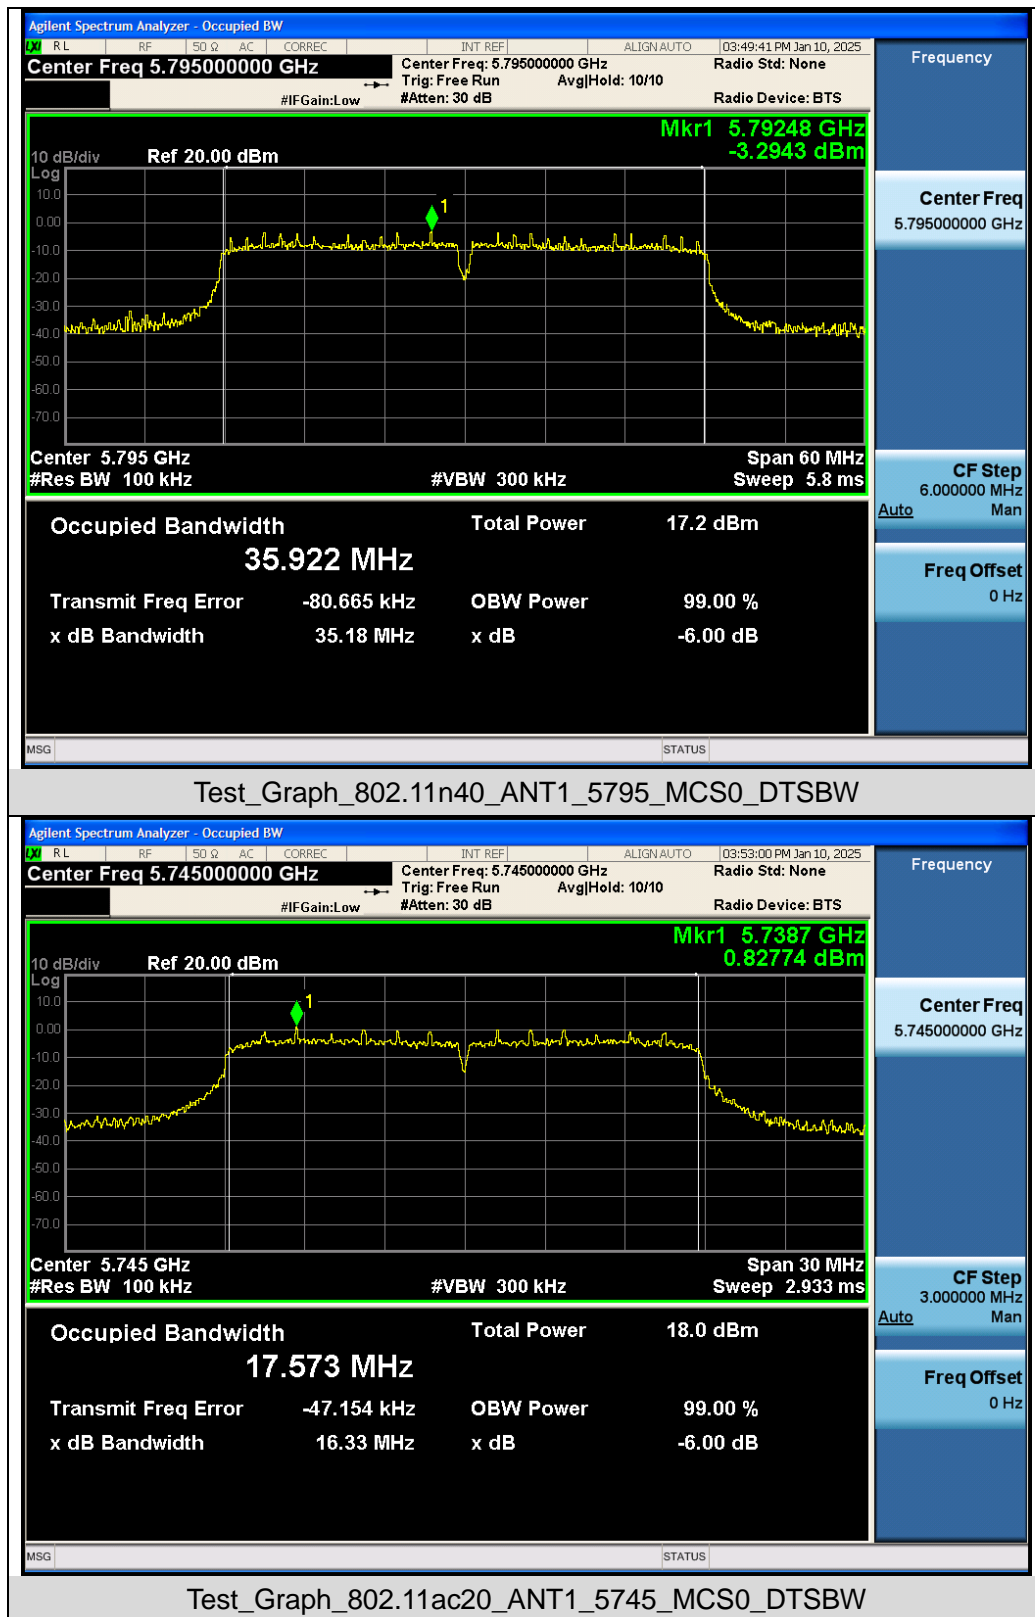 Agilent Spectrum Analyzer - Occupied BW
LXI RL RF 50 Ω AC CORREC INT REF ALIGN AUTO 03:49:41 PM Jan 10, 2025
Center Freq 5.795000000 GHz
Center Freq: 5.795000000 GHz Radio Std: None
Trig: Free Run Avg|Hold: 10/10
#IFGain:Low #Atten: 30 dB Radio Device: BTS
Frequency
Mkr1 5.79248 GHz
-3.2943 dBm
10 dB/div Ref 20.00 dBm
Log
10.0
0.00
-10.0
-20.0
-30.0
-40.0
-50.0
-60.0
-70.0
1
Center 5.795 GHz Span 60 MHz
#Res BW 100 kHz #VBW 300 kHz Sweep 5.8 ms
Center Freq
5.795000000 GHz
CF Step
6.000000 MHz
Auto Man
Freq Offset
0 Hz
Occupied Bandwidth Total Power 17.2 dBm
35.922 MHz
Transmit Freq Error -80.665 kHz OBW Power 99.00 %
x dB Bandwidth 35.18 MHz x dB -6.00 dB
MSG STATUS
Test_Graph_802.11n40_ANT1_5795_MCS0_DTSBW
Agilent Spectrum Analyzer - Occupied BW
LXI RL RF 50 Ω AC CORREC INT REF ALIGN AUTO 03:53:00 PM Jan 10, 2025
Center Freq 5.745000000 GHz
Center Freq: 5.745000000 GHz Radio Std: None
Trig: Free Run Avg|Hold: 10/10
#IFGain:Low #Atten: 30 dB Radio Device: BTS
Frequency
Mkr1 5.7387 GHz
0.82774 dBm
10 dB/div Ref 20.00 dBm
Log
10.0
0.00
-10.0
-20.0
-30.0
-40.0
-50.0
-60.0
-70.0
1
Center 5.745 GHz Span 30 MHz
#Res BW 100 kHz #VBW 300 kHz Sweep 2.933 ms
Center Freq
5.745000000 GHz
CF Step
3.000000 MHz
Auto Man
Freq Offset
0 Hz
Occupied Bandwidth Total Power 18.0 dBm
17.573 MHz
Transmit Freq Error -47.154 kHz OBW Power 99.00 %
x dB Bandwidth 16.33 MHz x dB -6.00 dB
MSG STATUS
Test_Graph_802.11ac20_ANT1_5745_MCS0_DTSBW